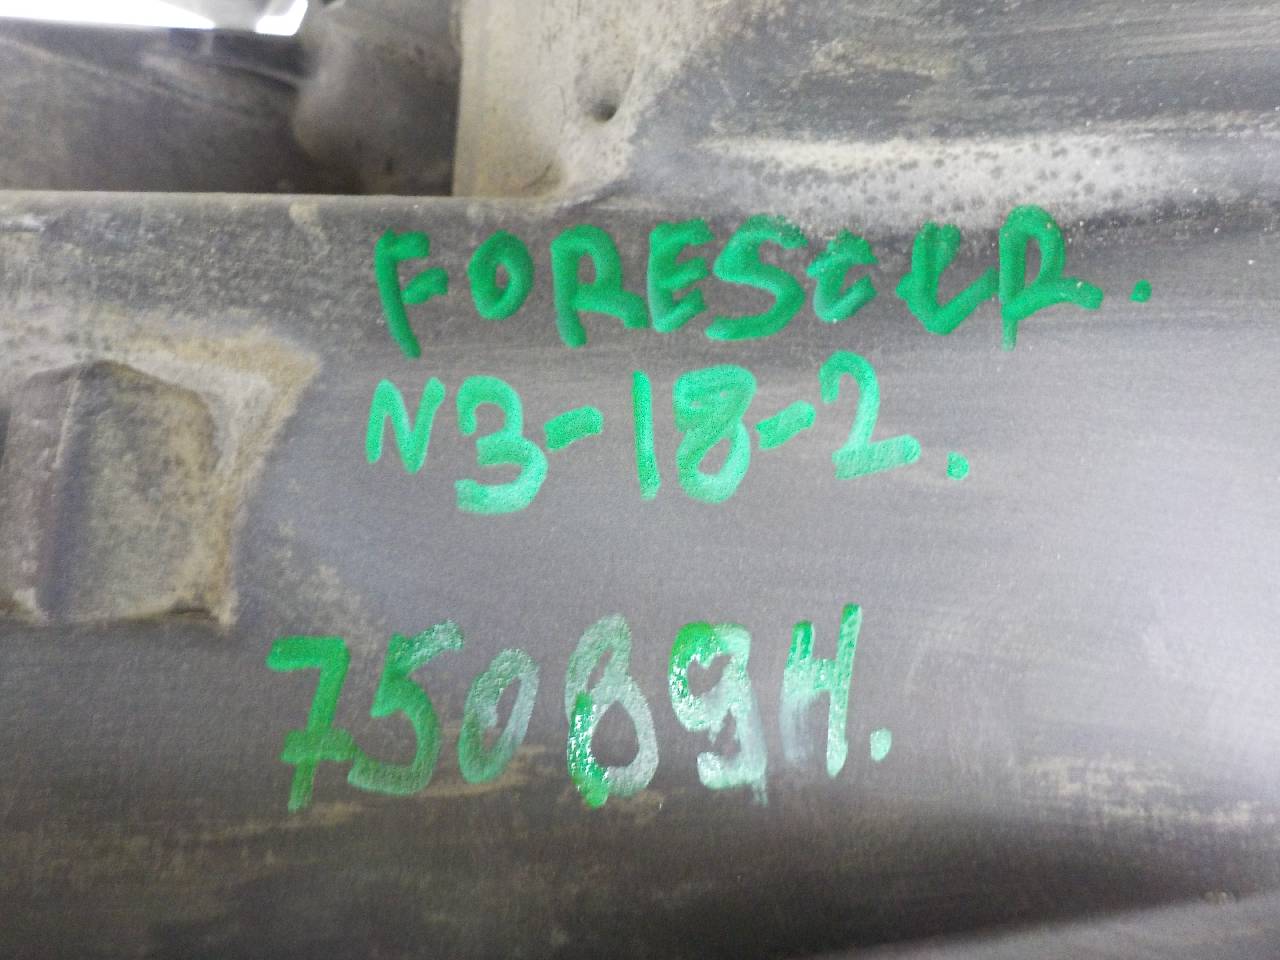 FORESTER.
N3-18-2.
750894.